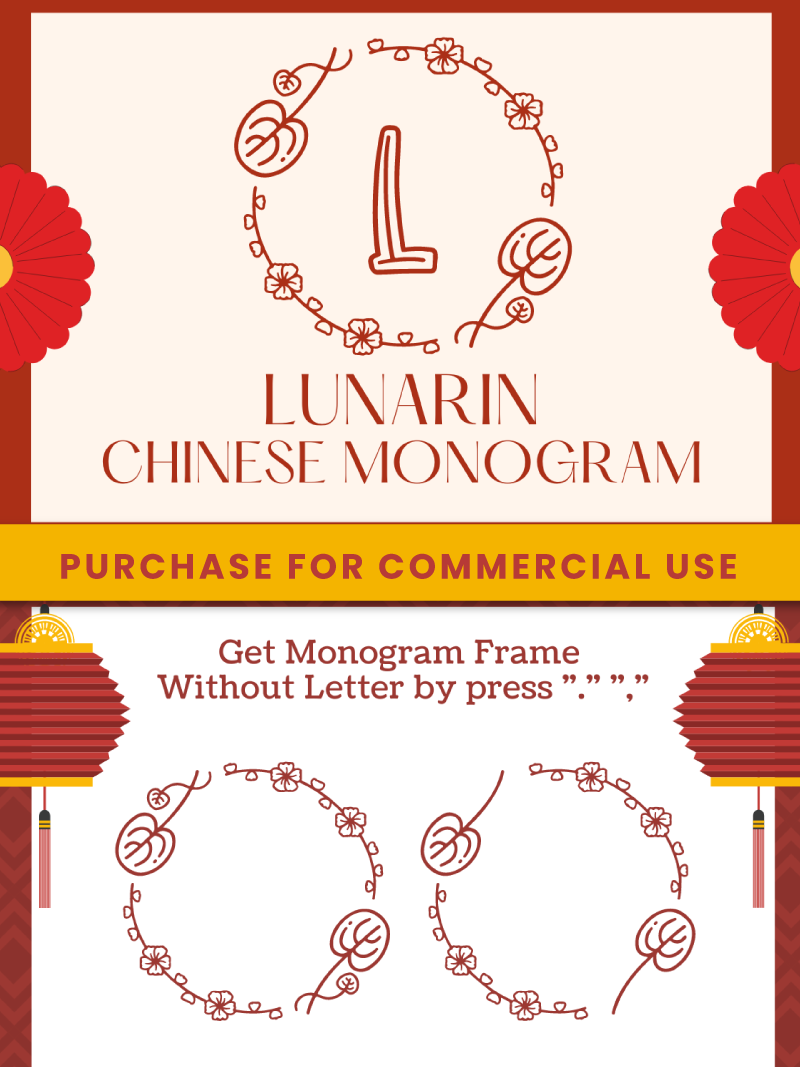 L
LUNARIN
CHINESE MONOGRAM
PURCHASE FOR COMMERCIAL USE
Get Monogram Frame
Without Letter by press ”.” ”,”